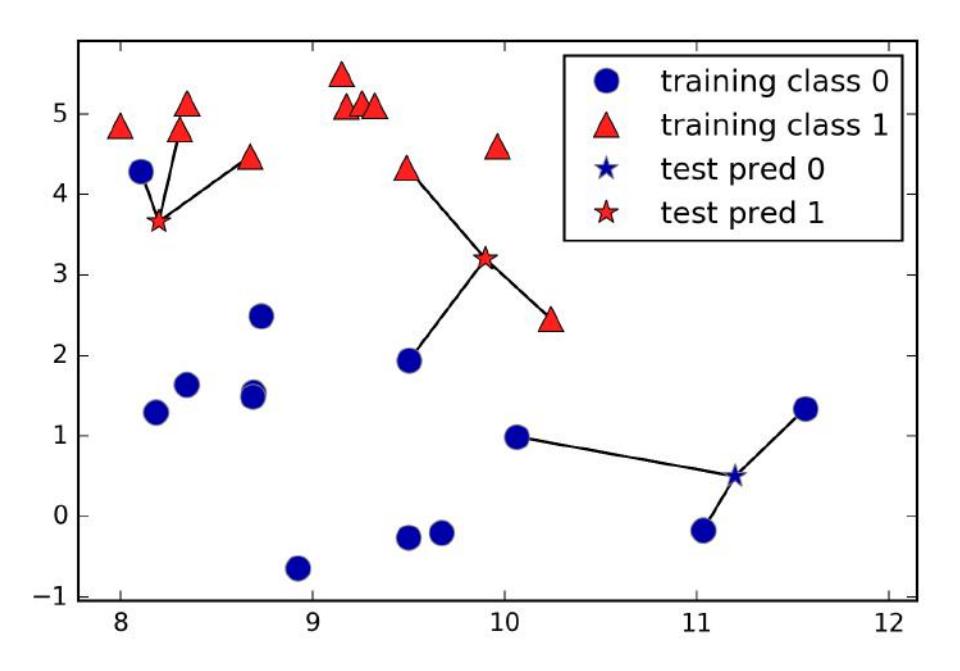 training class 0
training class 1
test pred 0
test pred 1
5
4
3
2
1
0
−1
8 9 10 11 12